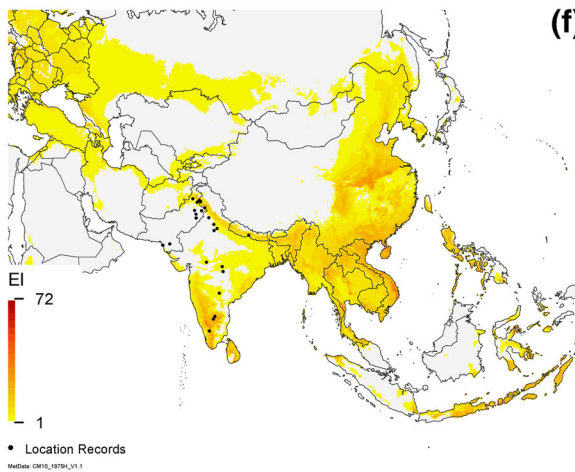 (f)
EI
72
1
• Location Records
MetData: CM10_1975H_V1.1